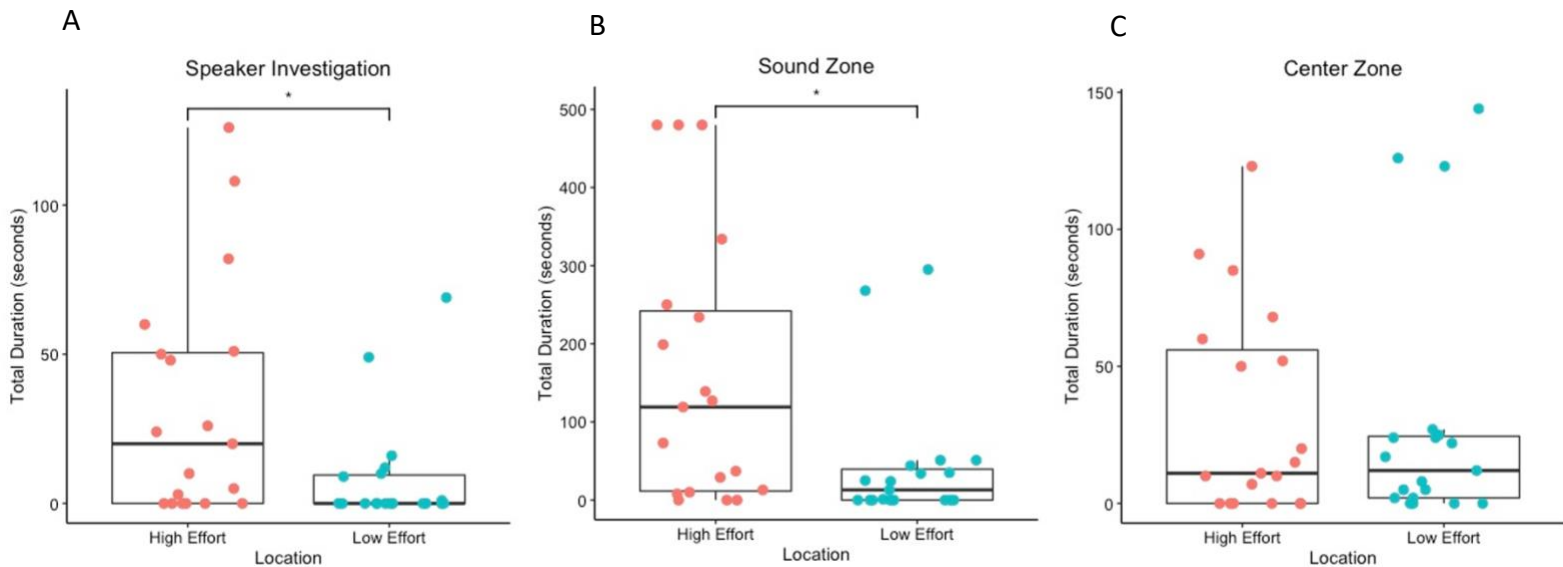 A
Speaker Investigation
*
Total Duration (seconds)
100
50
0
High Effort
Low Effort
Location
B
Sound Zone
*
Total Duration (seconds)
500
400
300
200
100
0
High Effort
Low Effort
Location
C
Center Zone
Total Duration (seconds)
150
100
50
0
High Effort
Low Effort
Location